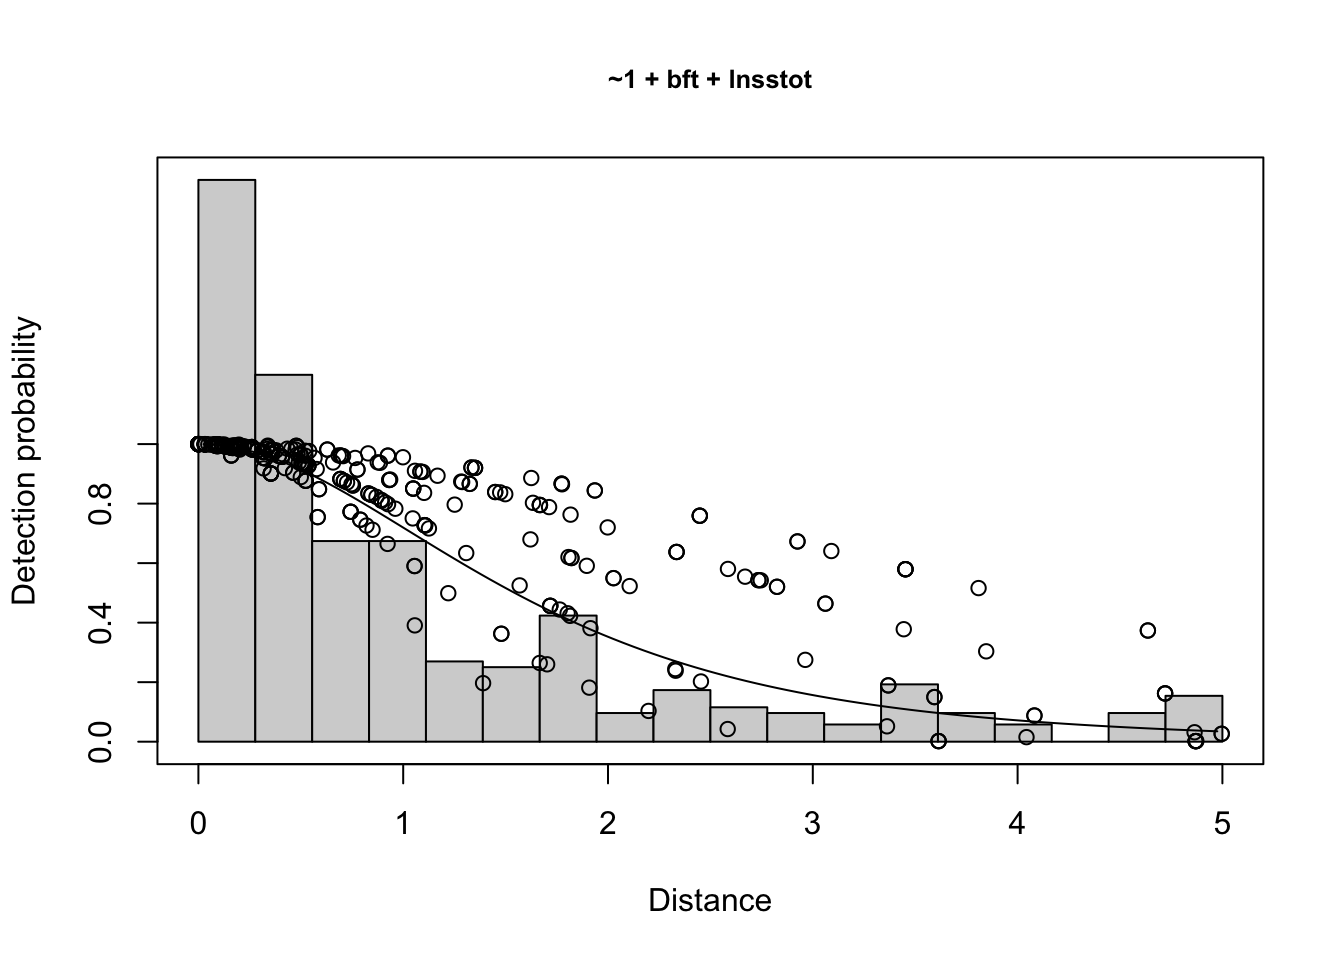 ~1 + bft + lnsstot
Detection probability
0.8
0.4
0.0
0 1 2 3 4 5
Distance